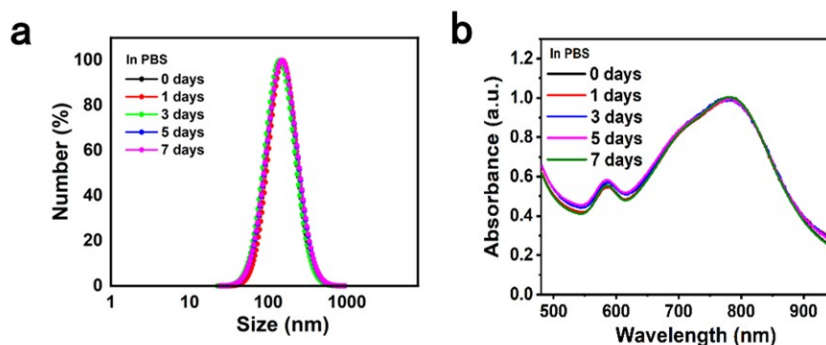 a
In PBS
0 days
1 days
3 days
5 days
7 days
Number (%)
100
80
60
40
20
0
1
10
100
1000
Size (nm)
b
In PBS
0 days
1 days
3 days
5 days
7 days
Absorbance (a.u.)
1.2
1.0
0.8
0.6
0.4
0.2
0.0
500
600
700
800
900
Wavelength (nm)